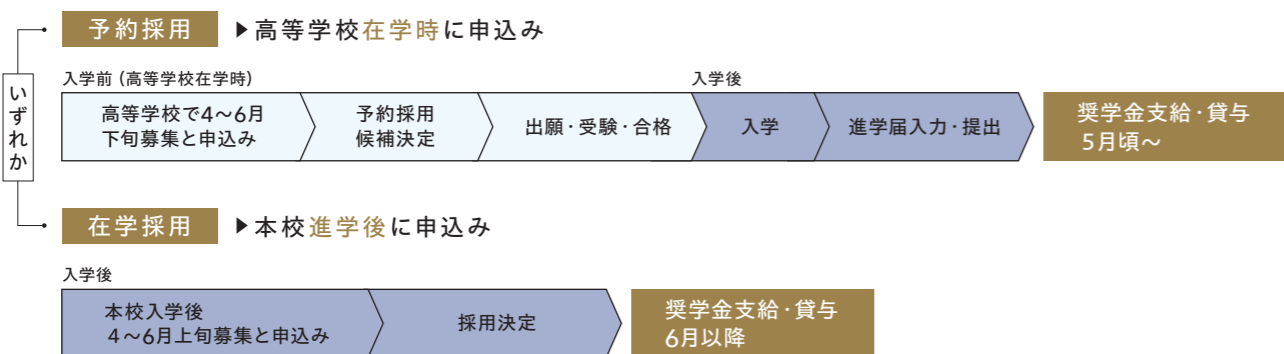 いずれか
予約採用 ▶高等学校在学時に申込み
入学前（高等学校在学時）
入学後
高等学校で4～6月
下旬募集と申込み
予約採用
候補決定
出願・受験・合格
入学
進学届入力・提出
奨学金支給・貸与
5月頃～
在学採用 ▶本校進学後に申込み
入学後
本校入学後
4～6月上旬募集と申込み
採用決定
奨学金支給・貸与
6月以降